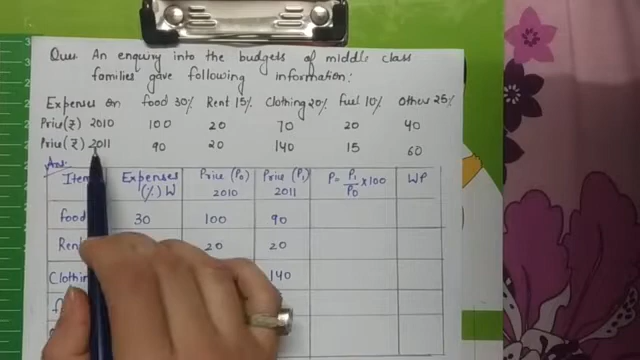 Ques An enquiry into the budgets of middle class
families gave following information:
Expenses on food 30% Rent 15% Clothing 20% Fuel 10% Others 25%
Price(₹) 2010 100 20 70 20 40
Price(₹) 2011 90 20 140 15 60
Ans:
Item Expenses (%) W Price (P₀) 2010 Price (P₁) 2011 P = P₁/P₀ × 100 WP
food 30 100 90
Rent 20 20
Clothin 140